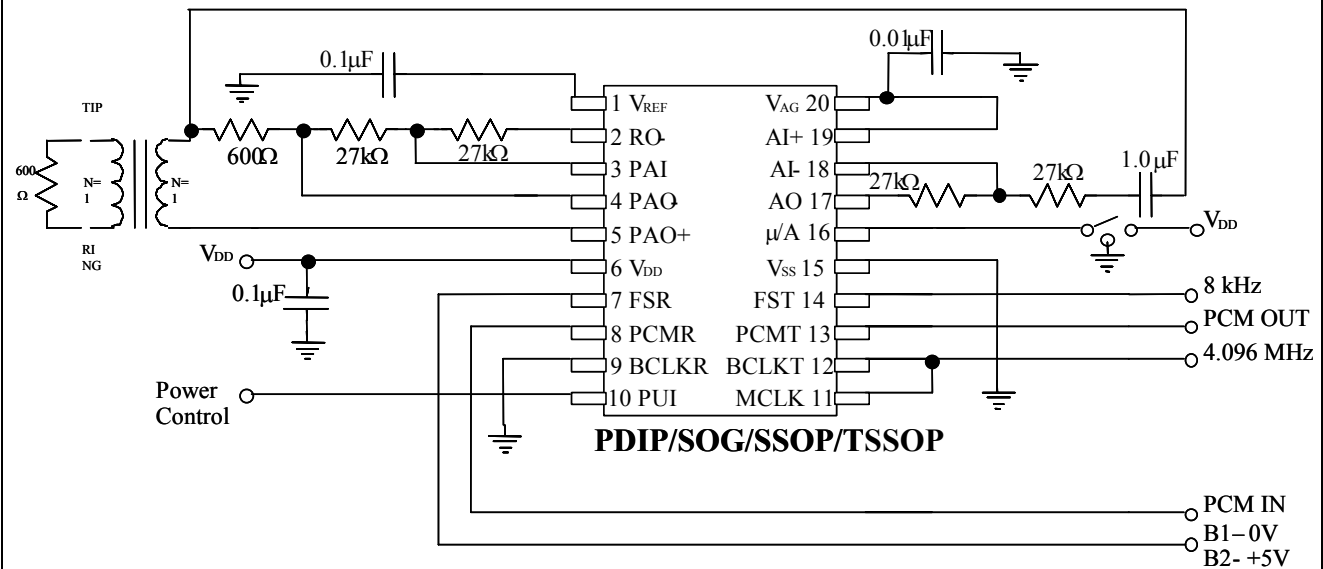 0.1µF
0.01µF
TIP
600Ω
27kΩ
27kΩ
600
Ω
N=
1
N=
1
RI
NG
1 VREF
2 RO-
3 PAI
4 PAO-
5 PAO+
6 VDD
7 FSR
8 PCMR
9 BCLKR
10 PUI
VAG 20
AI+ 19
AI- 18
AO 17
µ/A 16
VSS 15
FST 14
PCMT 13
BCLKT 12
MCLK 11
27kΩ
27kΩ
1.0 µF
VDD
VDD
0.1µF
8 kHz
PCM OUT
4.096 MHz
Power
Control
PDIP/SOG/SSOP/TSSOP
PCM IN
B1–0V
B2- +5V